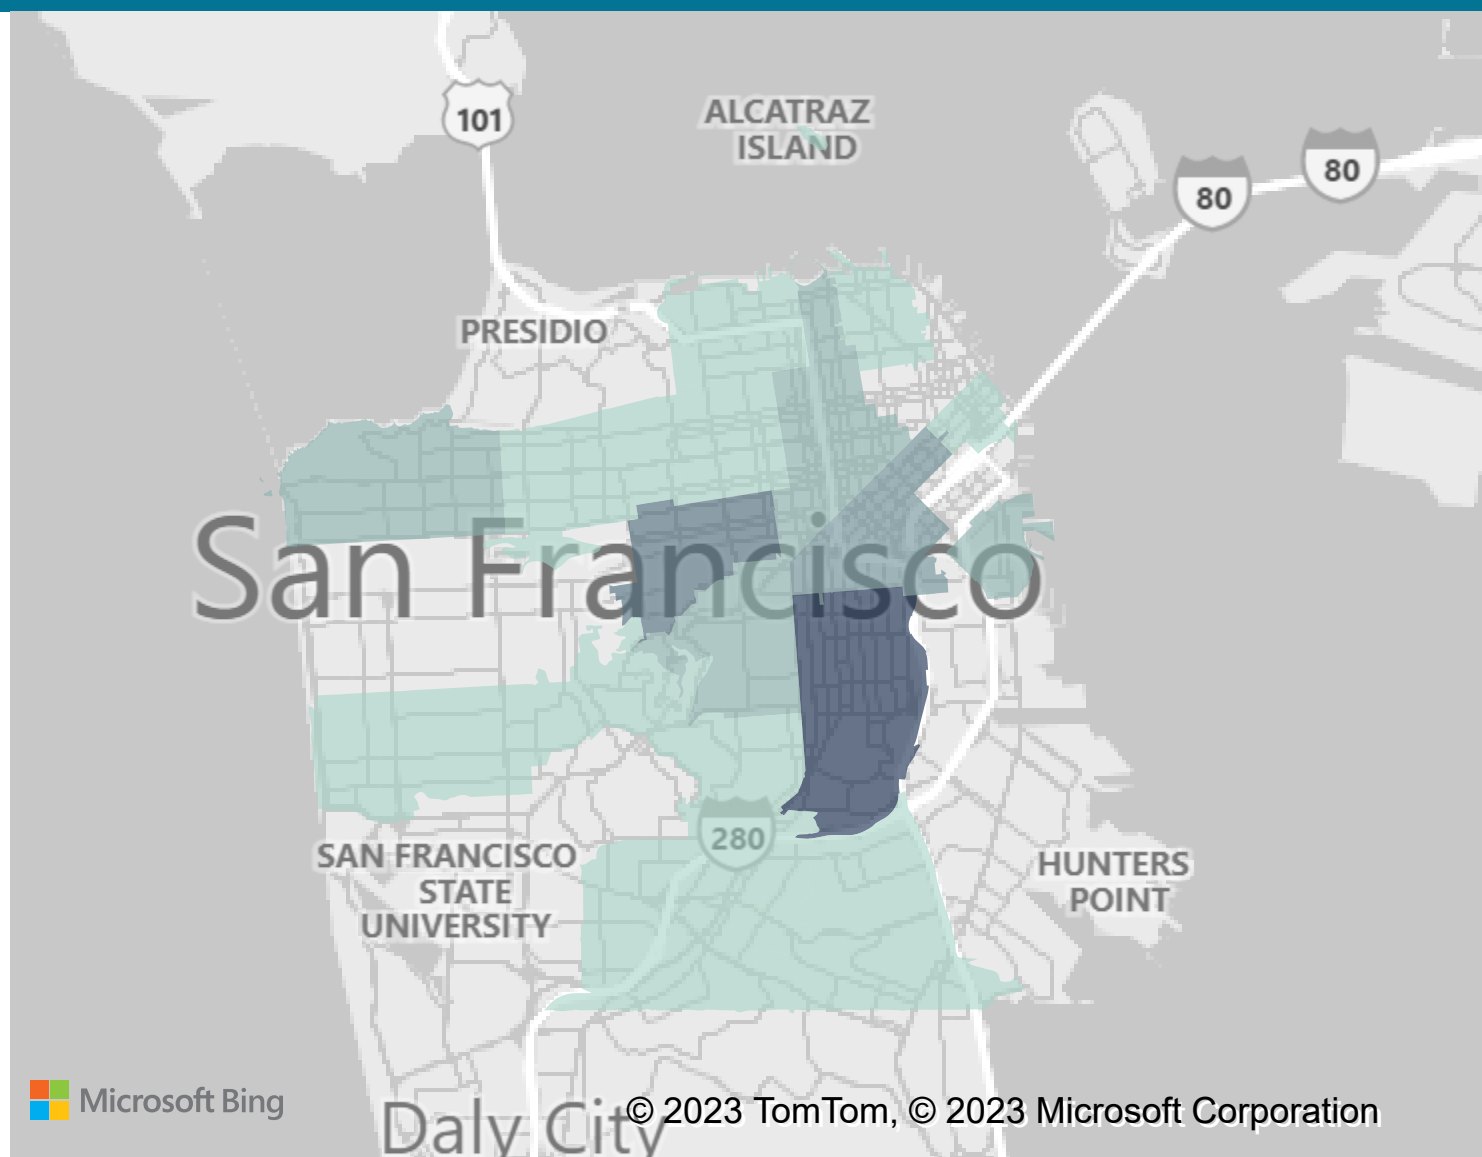 101
ALCATRAZ
ISLAND
80
80
PRESIDIO
San Francisco
280
SAN FRANCISCO
STATE
UNIVERSITY
HUNTERS
POINT
Microsoft Bing
Daly City
© 2023 TomTom, © 2023 Microsoft Corporation